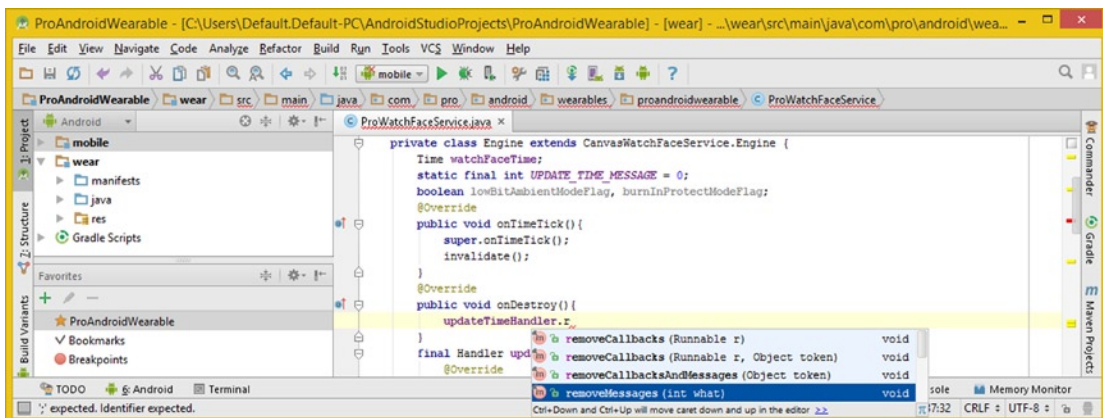 ProAndroidWearable - [C:\Users\Default.Default-PC\AndroidStudioProjects\ProAndroidWearable] - [wear] - ...\wear\src\main\java\com\pro\android\wea...
File Edit View Navigate Code Analyze Refactor Build Run Tools VCS Window Help
mobile
ProAndroidWearable wear src main java com pro android wearables proandroidwearable ProWatchFaceService
1: Project
Z: Structure
Build Variants
Android
mobile
wear
manifests
java
res
Gradle Scripts
Favorites
ProAndroidWearable
Bookmarks
Breakpoints
ProWatchFaceService.java
private class Engine extends CanvasWatchFaceService.Engine {
Time watchFaceTime;
static final int UPDATE_TIME_MESSAGE = 0;
boolean lowBitAmbientModeFlag, burnInProtectModeFlag;
@Override
public void onTimeTick(){
super.onTimeTick();
invalidate();
}
@Override
public void onDestroy(){
updateTimeHandler.r
}
final Handler upd
@Override
removeCallbacks(Runnable r) void
removeCallbacks(Runnable r, Object token) void
removeCallbacksAndMessages(Object token) void
removeMessages(int what) void
Ctrl+Down and Ctrl+Up will move caret down and up in the editor >>
Commander
Gradle
Maven Projects
TODO 6: Android Terminal sole Memory Monitor
';' expected. Identifier expected. 37:32 CRLF UTF-8